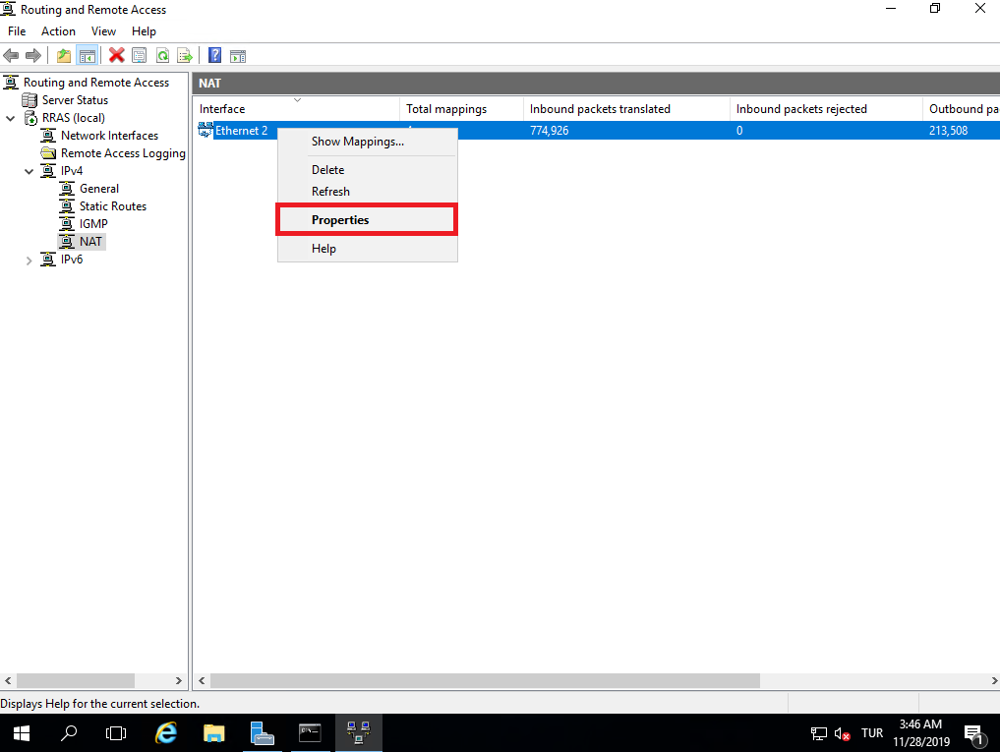 Routing and Remote Access
File Action View Help
Routing and Remote Access
Server Status
RRAS (local)
Network Interfaces
Remote Access Logging
IPv4
General
Static Routes
IGMP
NAT
IPv6
NAT
Interface Total mappings Inbound packets translated Inbound packets rejected Outbound pa
Ethernet 2 774,926 0 213,508
Show Mappings...
Delete
Refresh
Properties
Help
Displays Help for the current selection.
TUR
3:46 AM
11/28/2019
1